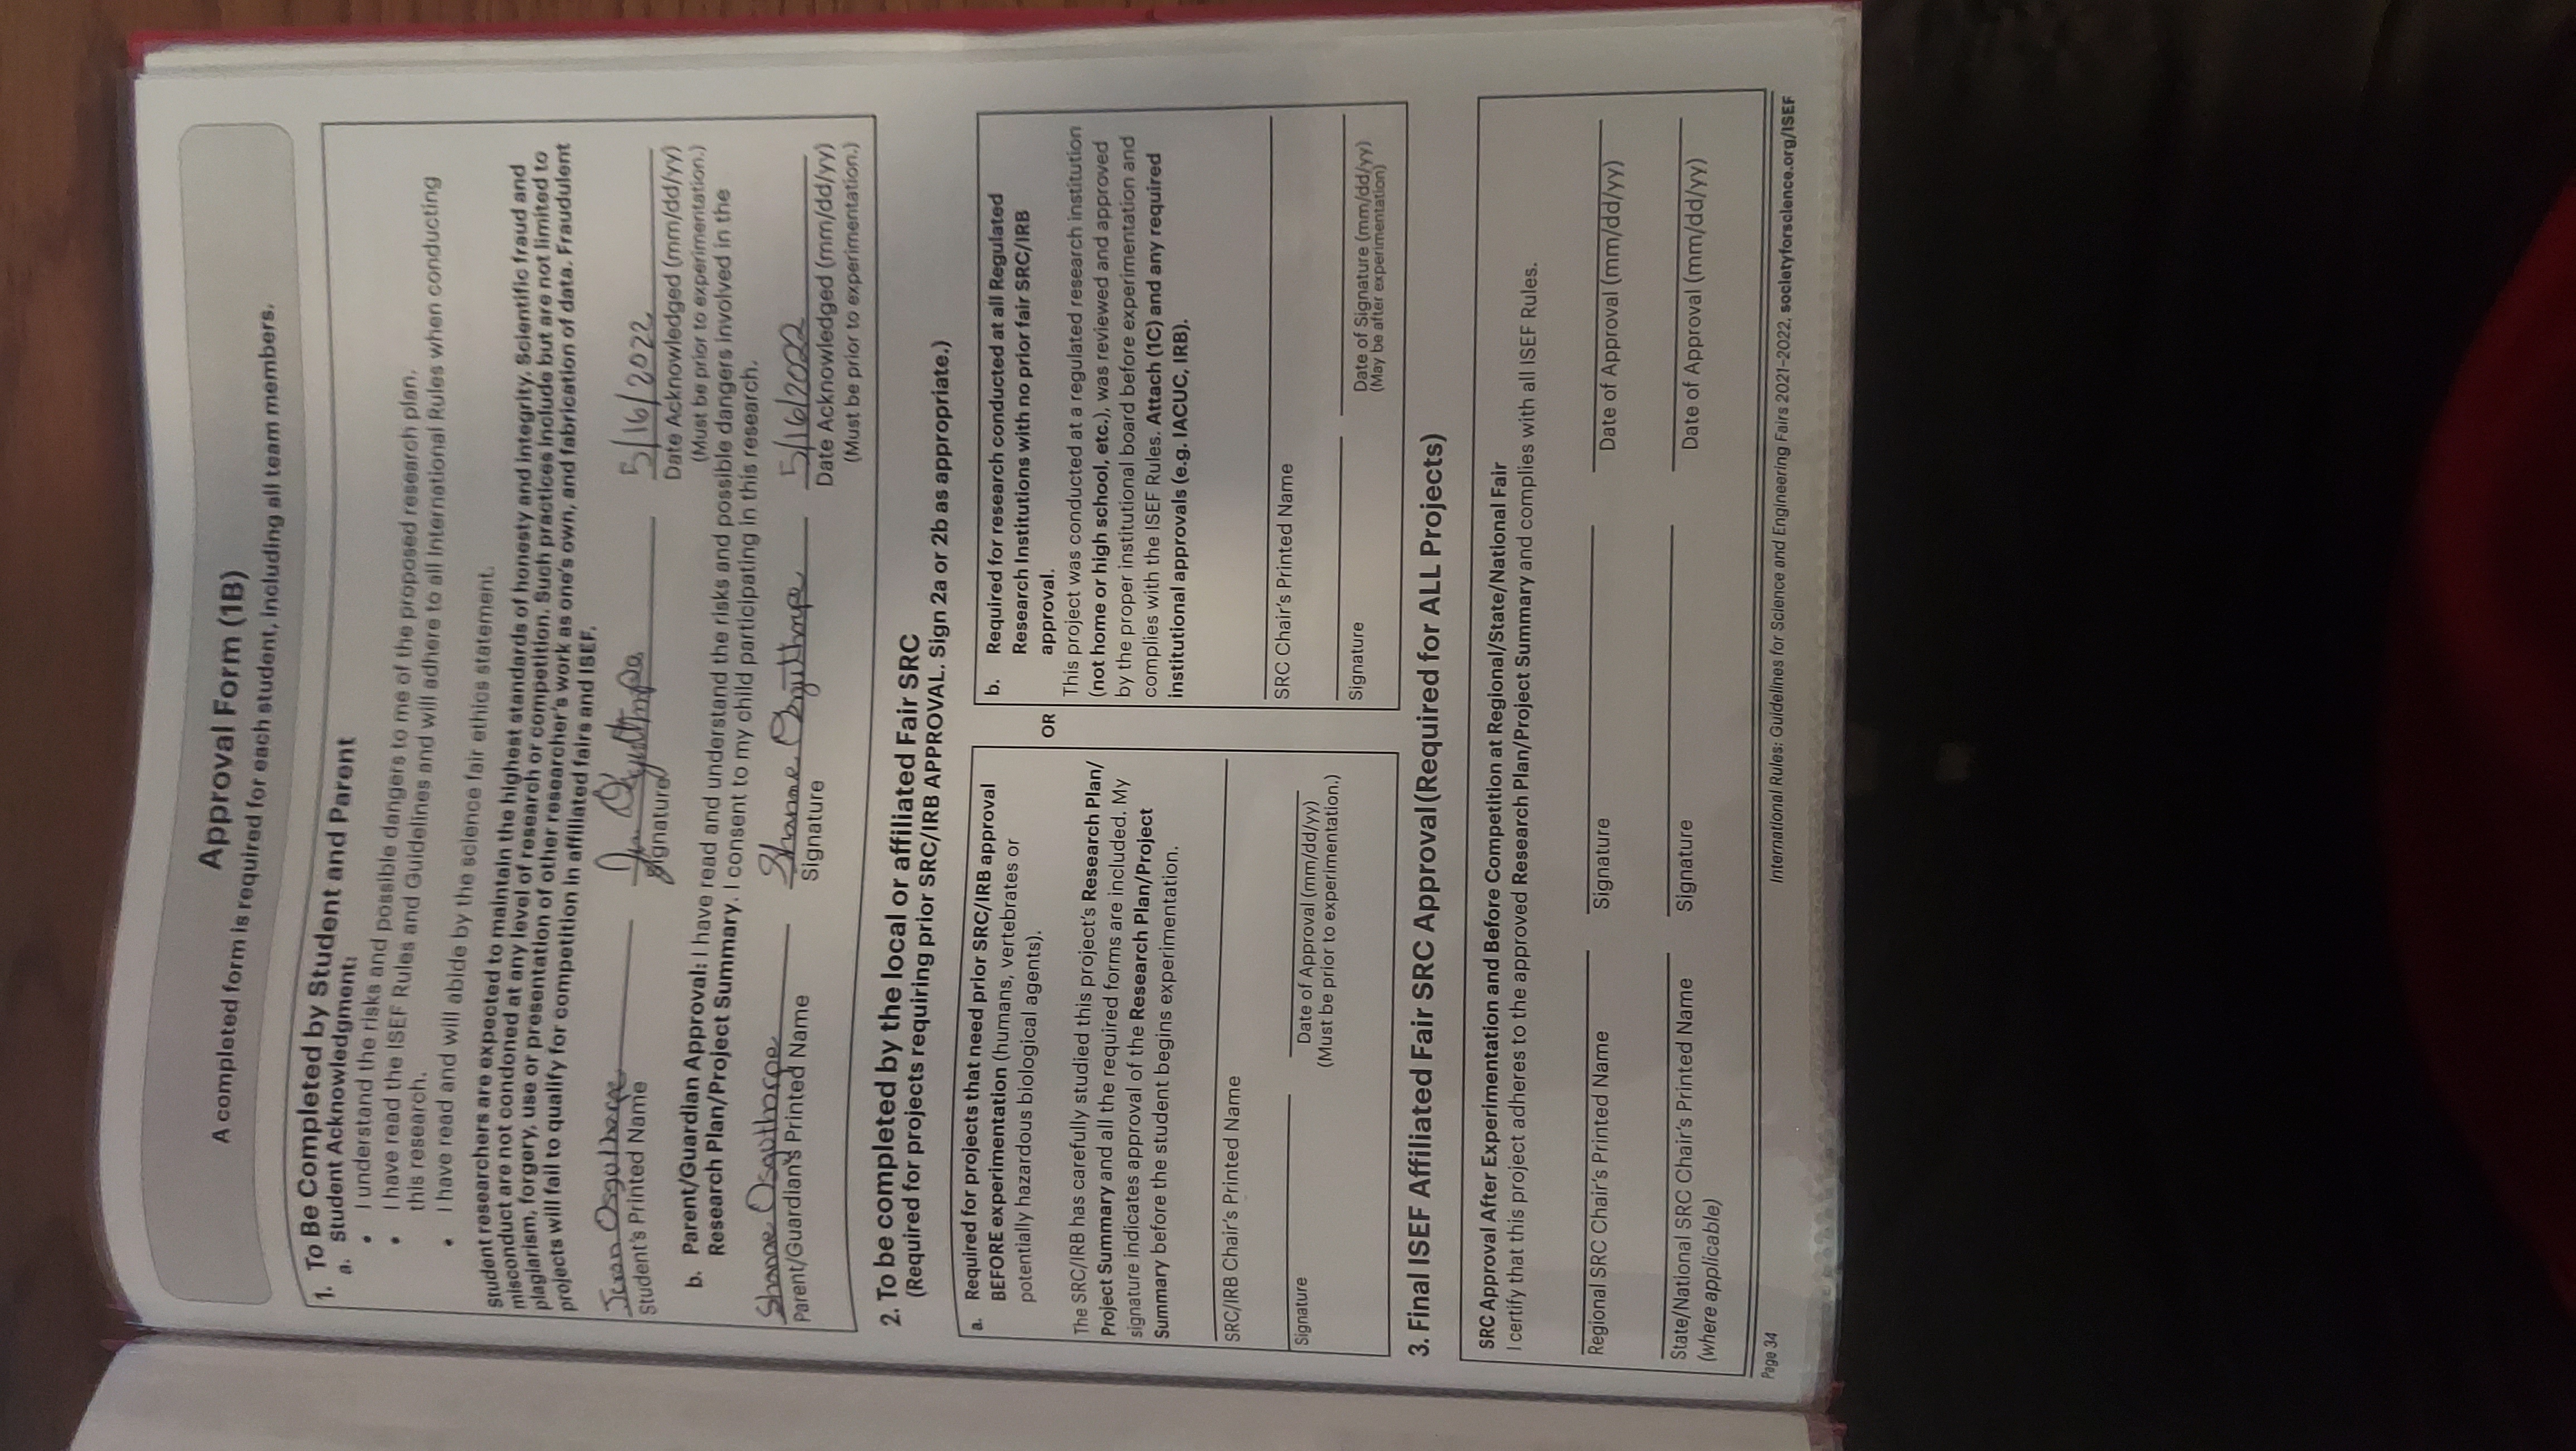 Approval Form (1B)
A completed form is required for each student, including all team members.
1. To Be Completed by Student and Parent
a. Student Acknowledgment:
• I understand the risks and possible dangers to me of the proposed research plan.
• I have read the ISEF Rules and Guidelines and will adhere to all International Rules when conducting
this research.
• I have read and will abide by the science fair ethics statement.
Student researchers are expected to maintain the highest standards of honesty and integrity. Scientific fraud and
misconduct are not condoned at any level of research or competition. Such practices include but are not limited to
plagiarism, forgery, use or presentation of other researcher's work as one's own, and fabrication of data. Fraudulent
projects will fail to qualify for competition in affiliated fairs and ISEF.
Osguthorpe Osguthorpe 5/16/2022
Student's Printed Name Signature Date Acknowledged (mm/dd/yy)
(Must be prior to experimentation.)
b. Parent/Guardian Approval: I have read and understand the risks and possible dangers involved in the
Research Plan/Project Summary. I consent to my child participating in this research.
Shanae Osguthorpe Shanae Osguthorpe 5/16/2022
Parent/Guardian's Printed Name Signature Date Acknowledged (mm/dd/yy)
(Must be prior to experimentation.)
2. To be completed by the local or affiliated Fair SRC
(Required for projects requiring prior SRC/IRB APPROVAL. Sign 2a or 2b as appropriate.)
a. Required for projects that need prior SRC/IRB approval
BEFORE experimentation (humans, vertebrates or
potentially hazardous biological agents).
The SRC/IRB has carefully studied this project's Research Plan/
Project Summary and all the required forms are included. My
signature indicates approval of the Research Plan/Project
Summary before the student begins experimentation.
SRC/IRB Chair's Printed Name
Signature Date of Approval (mm/dd/yy)
(Must be prior to experimentation.)
OR
b. Required for research conducted at all Regulated
Research Institutions with no prior fair SRC/IRB
approval.
This project was conducted at a regulated research institution
(not home or high school, etc.), was reviewed and approved
by the proper institutional board before experimentation and
complies with the ISEF Rules. Attach (1C) and any required
institutional approvals (e.g. IACUC, IRB).
SRC Chair's Printed Name
Signature Date of Signature (mm/dd/yy)
(May be after experimentation)
3. Final ISEF Affiliated Fair SRC Approval (Required for ALL Projects)
SRC Approval After Experimentation and Before Competition at Regional/State/National Fair
I certify that this project adheres to the approved Research Plan/Project Summary and complies with all ISEF Rules.
Regional SRC Chair's Printed Name Signature Date of Approval (mm/dd/yy)
State/National SRC Chair's Printed Name Signature Date of Approval (mm/dd/yy)
(where applicable)
Page 34 International Rules: Guidelines for Science and Engineering Fairs 2021–2022, societyforscience.org/ISEF